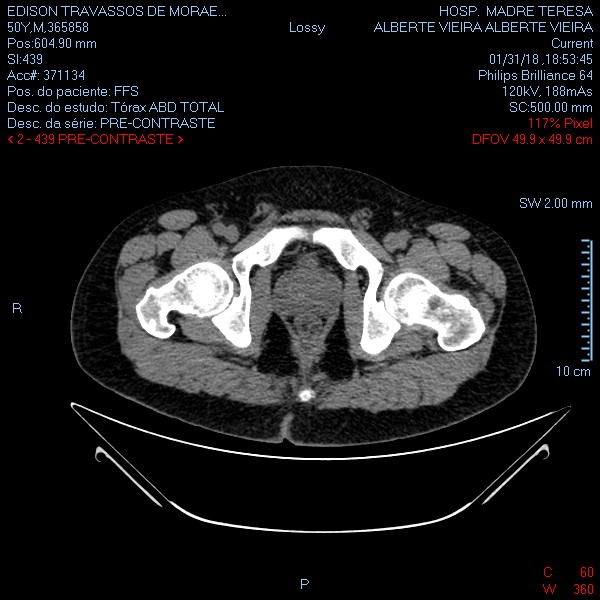 EDISON TRAVASSOS DE MORAE...
50Y,M,365858
Pos:604.90 mm
SI:439
Acc#: 371134
Pos. do paciente: FFS
Desc. do estudo: Tórax ABD TOTAL
Desc. da série: PRE-CONTRASTE
< 2 - 439 PRE-CONTRASTE >
Lossy
HOSP. MADRE TERESA
ALBERTE VIEIRA ALBERTE VIEIRA
Current
01/31/18 ,18:53:45
Philips Brilliance 64
120kV, 188mAs
SC:500.00 mm
117% Pixel
DFOV 49.9 x 49.9 cm
SW 2.00 mm
R
10 cm
P
C 60
W 360